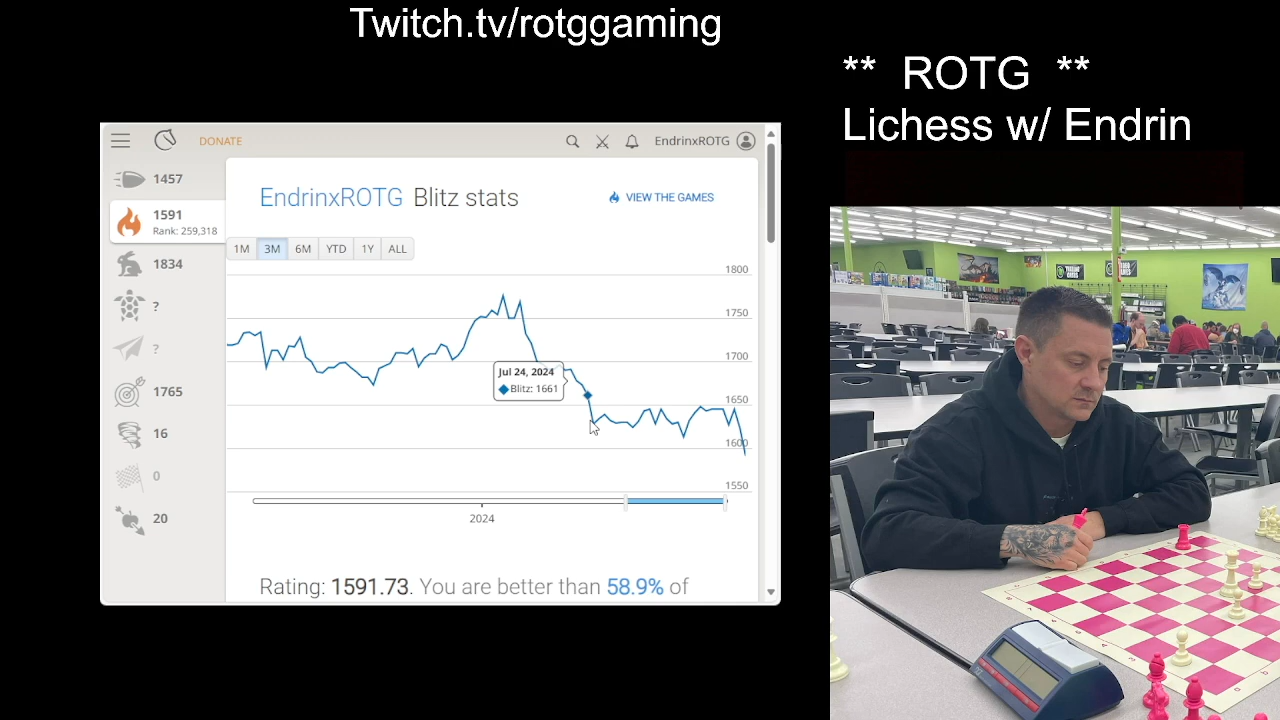 Twitch.tv/rotggaming
** ROTG **
Lichess w/ Endrin
DONATE
EndrinxROTG
1457
1591
Rank: 259,318
1834
?
?
1765
16
0
20
EndrinxROTG Blitz stats
VIEW THE GAMES
1M 3M 6M YTD 1Y ALL
1800
1750
1700
1650
1600
1550
Jul 24, 2024
Blitz: 1661
2024
Rating: 1591.73. You are better than 58.9% of